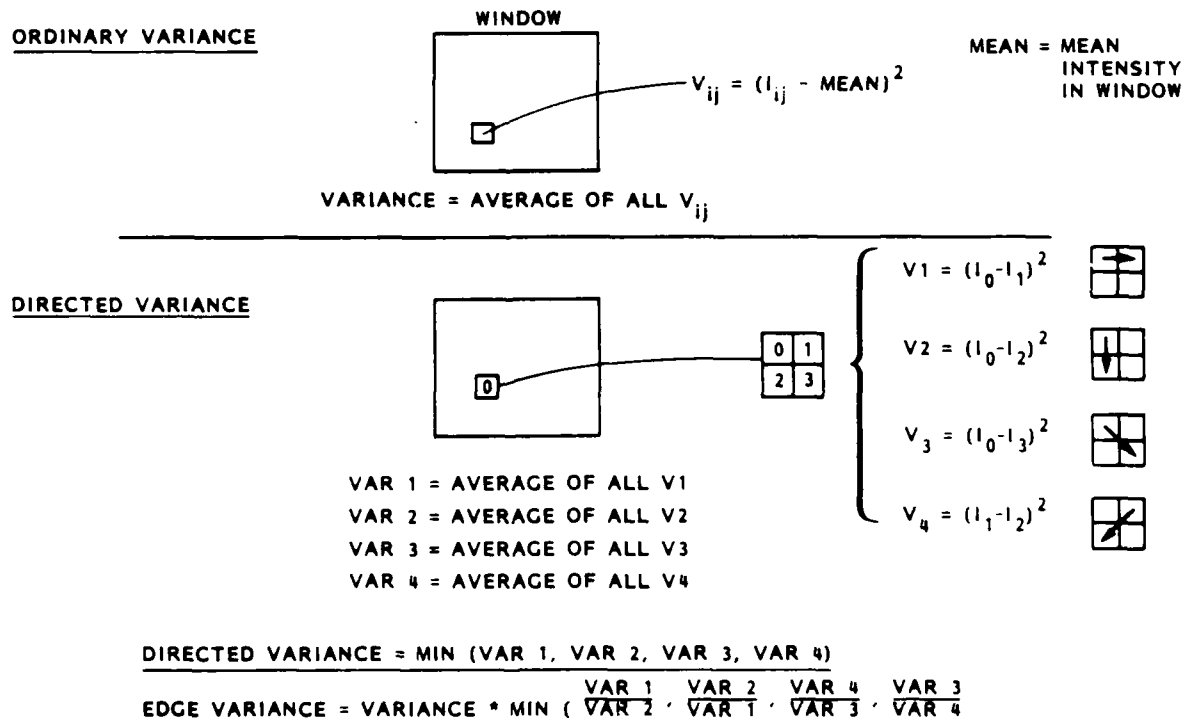 WINDOW
ORDINARY VARIANCE
MEAN = MEAN
INTENSITY
IN WINDOW
V_ij = (I_ij - MEAN)^2
VARIANCE = AVERAGE OF ALL V_ij
DIRECTED VARIANCE
V1 = (I_0-I_1)^2
V2 = (I_0-I_2)^2
V_3 = (I_0-I_3)^2
V_4 = (I_1-I_2)^2
0
0 1
2 3
VAR 1 = AVERAGE OF ALL V1
VAR 2 = AVERAGE OF ALL V2
VAR 3 = AVERAGE OF ALL V3
VAR 4 = AVERAGE OF ALL V4
DIRECTED VARIANCE = MIN (VAR 1, VAR 2, VAR 3, VAR 4)
EDGE VARIANCE = VARIANCE * MIN ( VAR 1/VAR 2, VAR 2/VAR 1, VAR 4/VAR 3, VAR 3/VAR 4